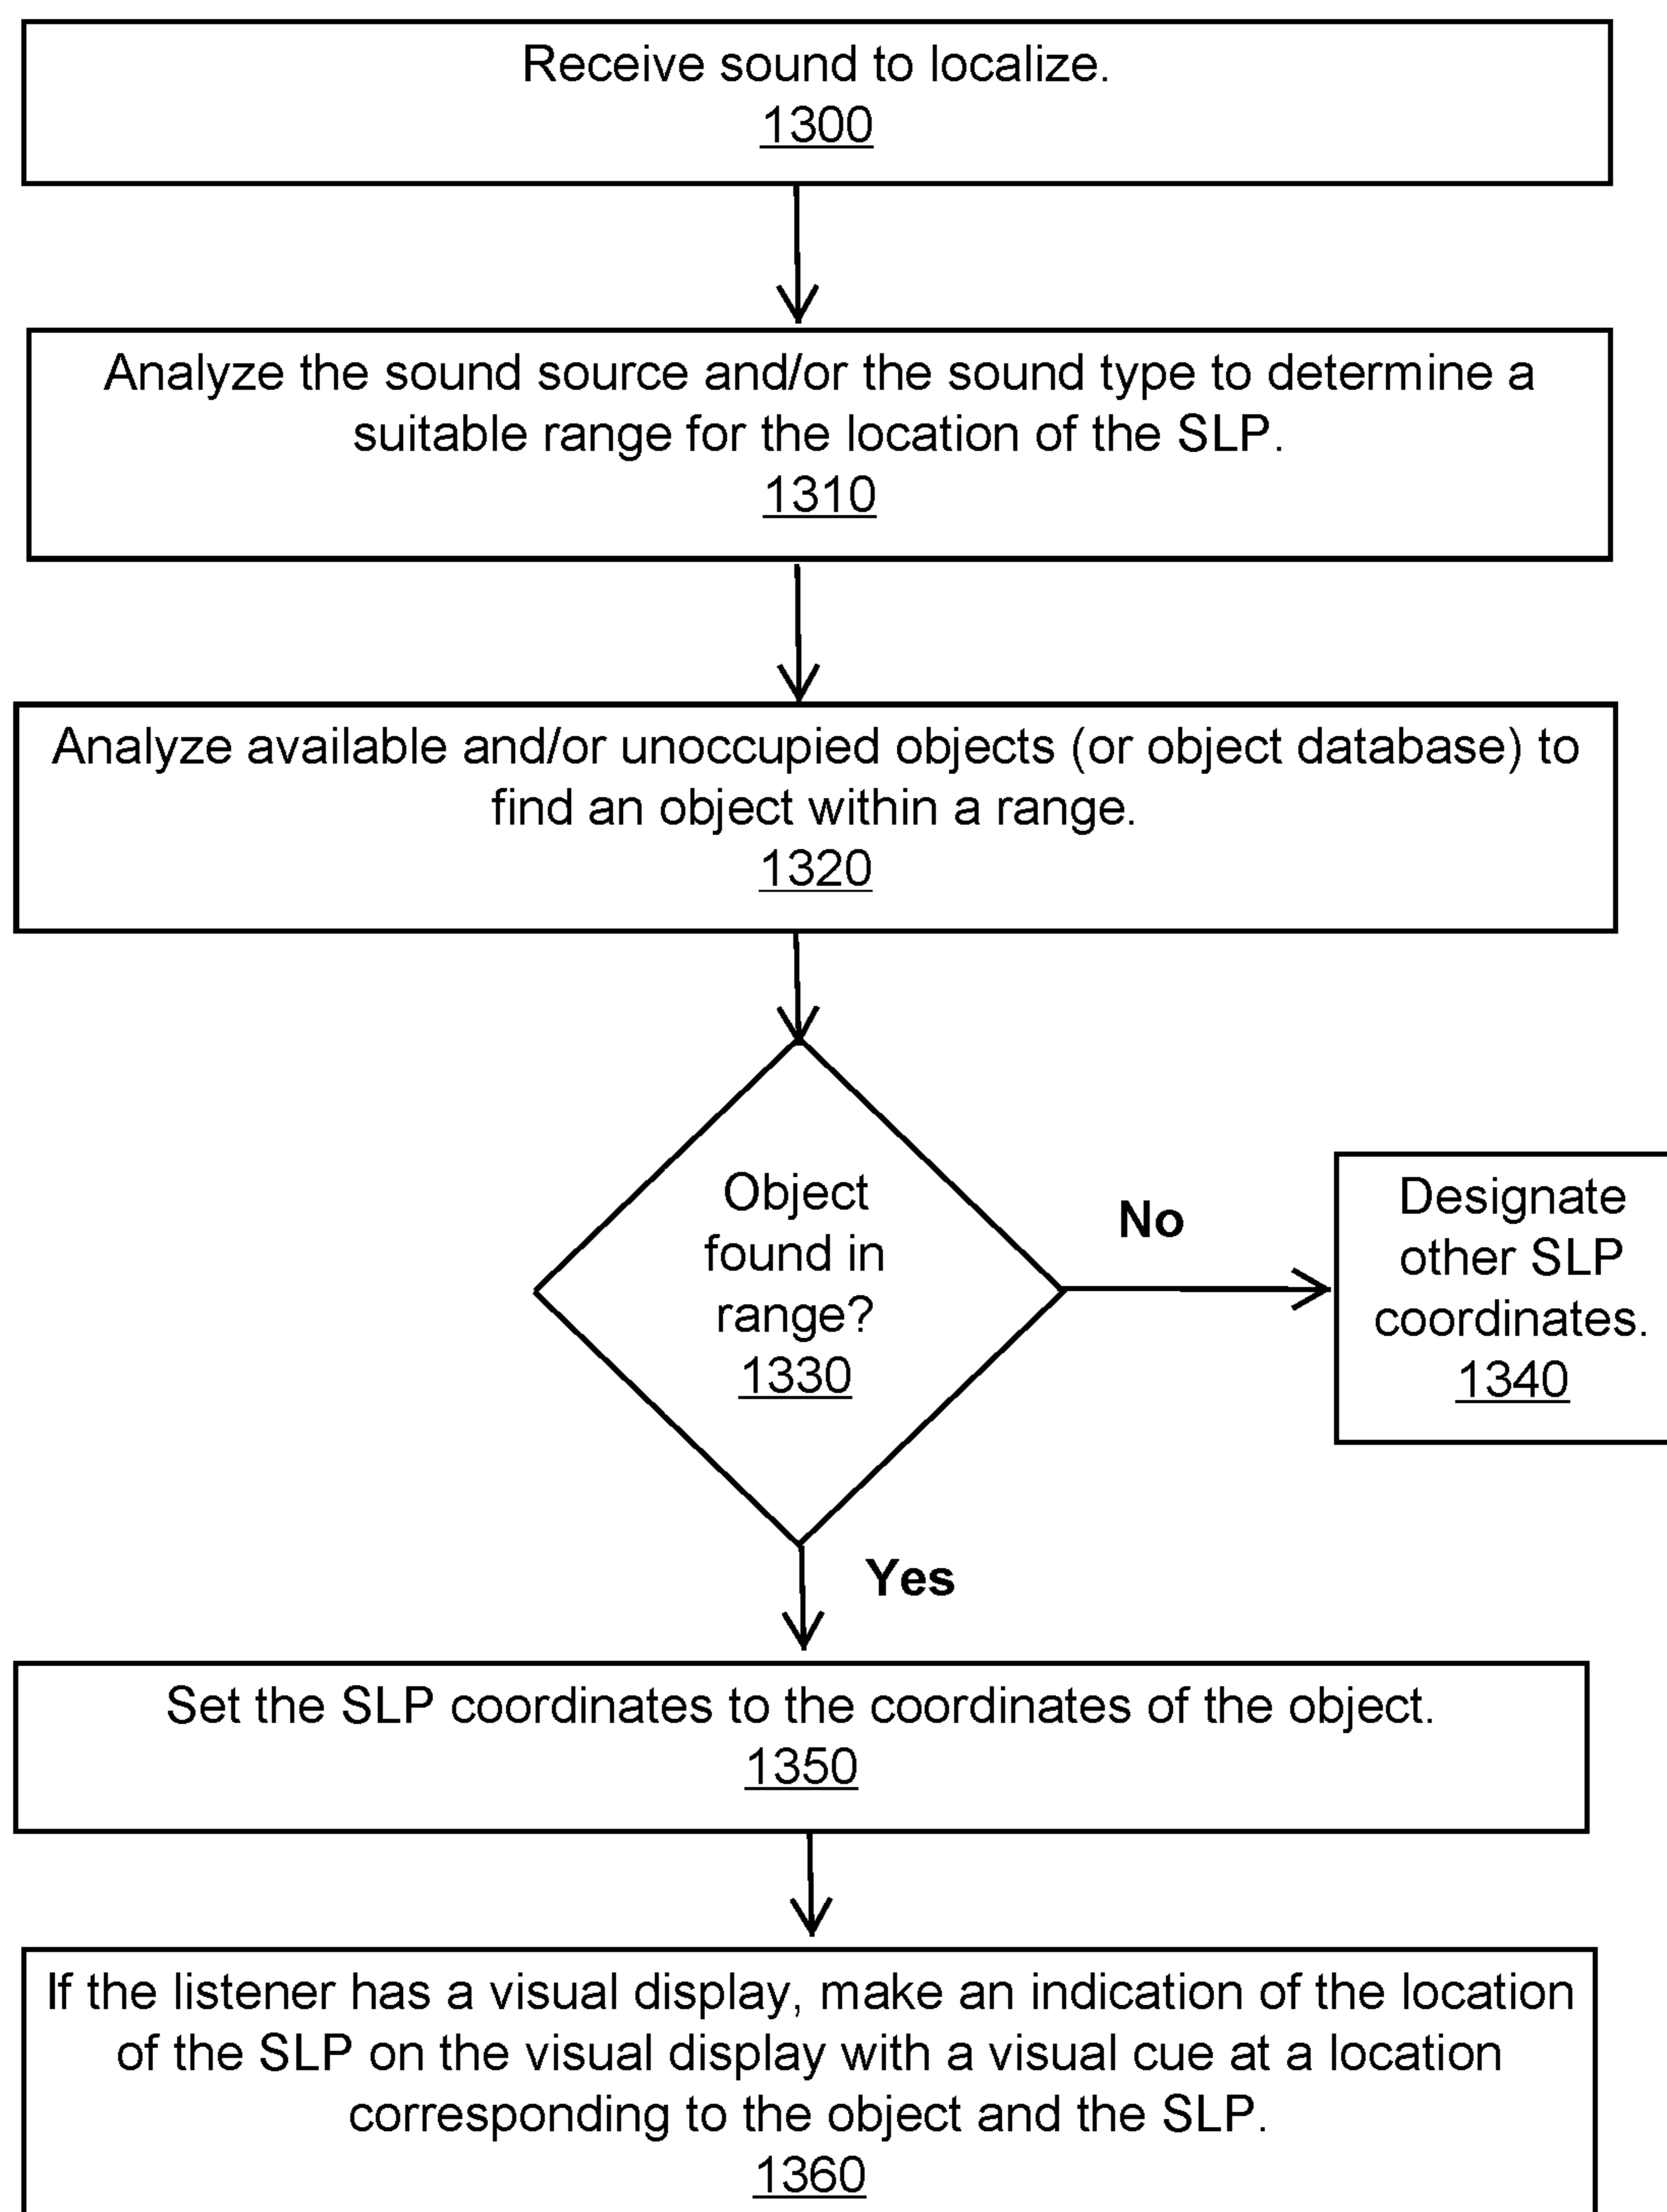 Receive sound to localize.
1300
Analyze the sound source and/or the sound type to determine a
suitable range for the location of the SLP.
1310
Analyze available and/or unoccupied objects (or object database) to
find an object within a range.
1320
Object
found in
range?
1330
No
Designate
other SLP
coordinates.
1340
Yes
Set the SLP coordinates to the coordinates of the object.
1350
If the listener has a visual display, make an indication of the location
of the SLP on the visual display with a visual cue at a location
corresponding to the object and the SLP.
1360